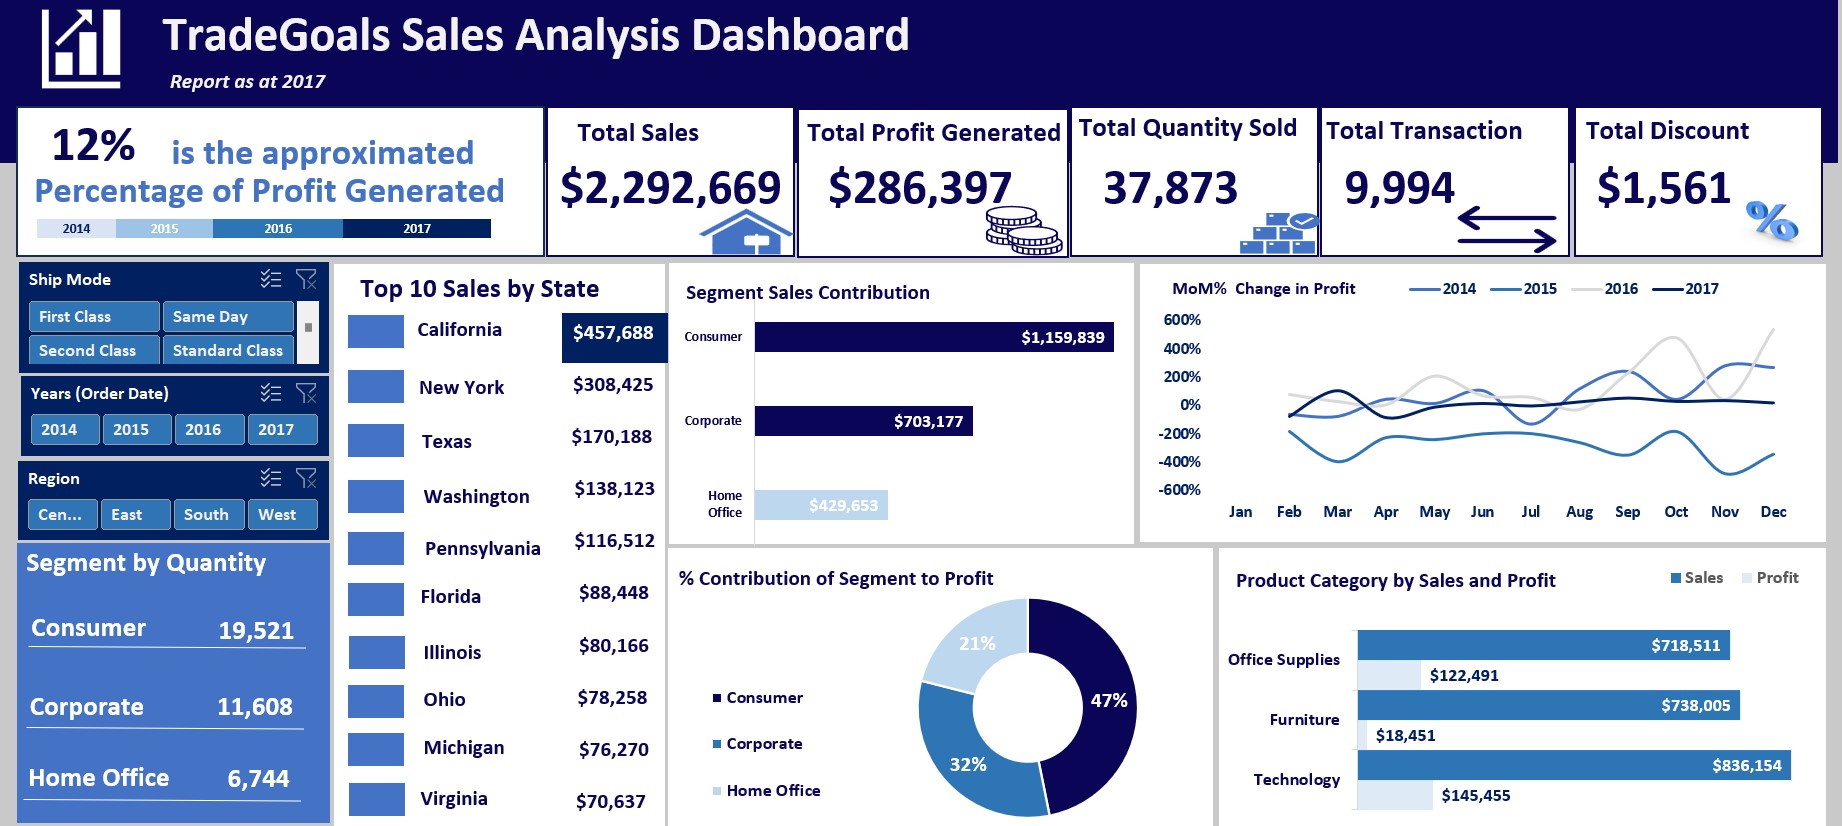 TradeGoals Sales Analysis Dashboard
Report as at 2017
12% is the approximated
Percentage of Profit Generated
2014 2015 2016 2017
Total Sales
$2,292,669
Total Profit Generated
$286,397
Total Quantity Sold
37,873
Total Transaction
9,994
Total Discount
$1,561
%
Ship Mode
First Class Same Day
Second Class Standard Class
Years (Order Date)
2014 2015 2016 2017
Region
Cen... East South West
Segment by Quantity
Consumer 19,521
Corporate 11,608
Home Office 6,744
Top 10 Sales by State
California $457,688
New York $308,425
Texas $170,188
Washington $138,123
Pennsylvania $116,512
Florida $88,448
Illinois $80,166
Ohio $78,258
Michigan $76,270
Virginia $70,637
Segment Sales Contribution
Consumer $1,159,839
Corporate $703,177
Home
Office $429,653
MoM% Change in Profit 2014 2015 2016 2017
600%
400%
200%
0%
-200%
-400%
-600%
Jan Feb Mar Apr May Jun Jul Aug Sep Oct Nov Dec
% Contribution of Segment to Profit
Consumer
Corporate
Home Office
21%
47%
32%
Product Category by Sales and Profit Sales Profit
Office Supplies $718,511
$122,491
Furniture $738,005
$18,451
Technology $836,154
$145,455